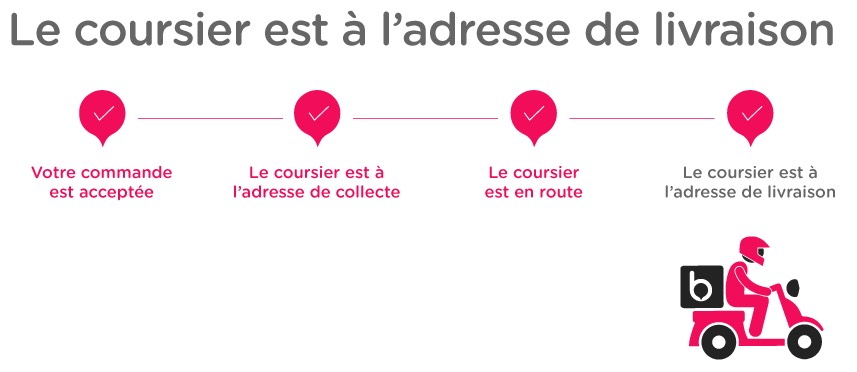 Le coursier est à l’adresse de livraison
Votre commande
est acceptée
Le coursier est à
l’adresse de collecte
Le coursier
est en route
Le coursier est à
l’adresse de livraison
b